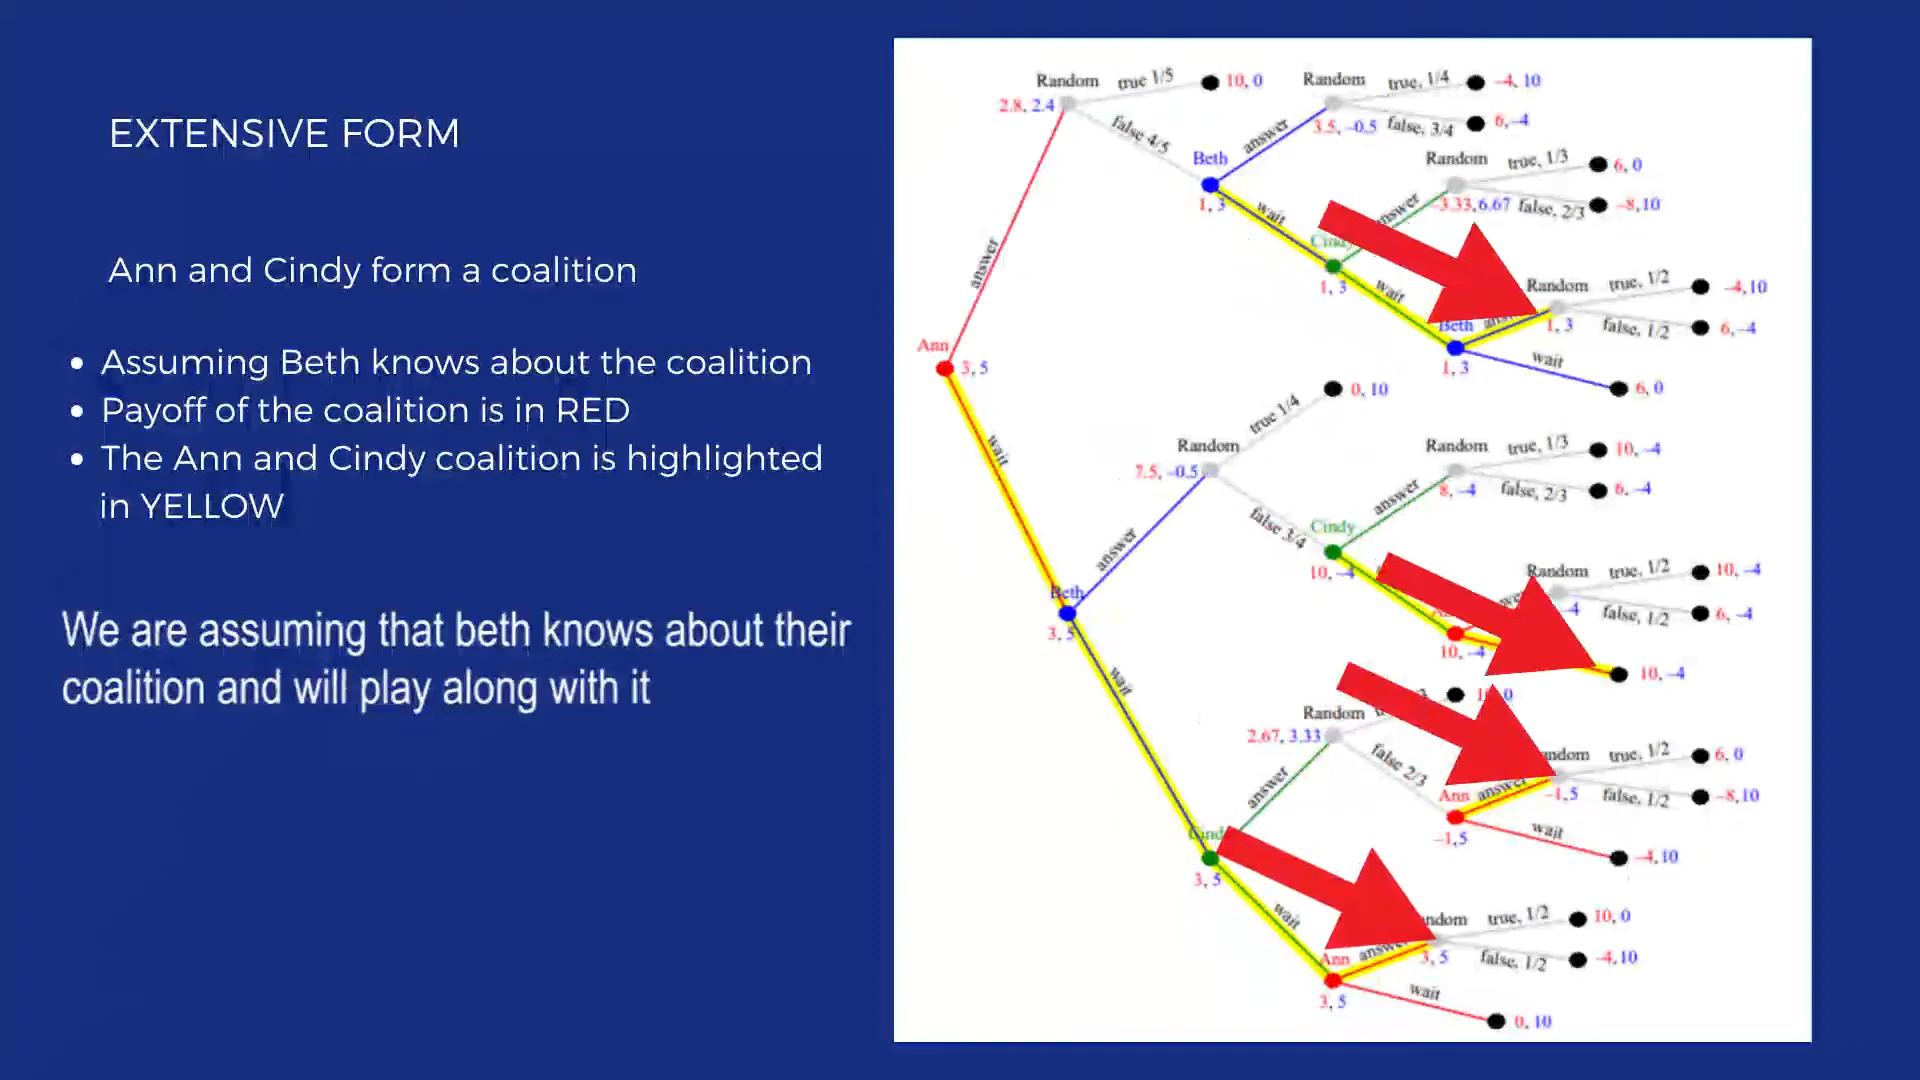 EXTENSIVE FORM
Ann and Cindy form a coalition
• Assuming Beth knows about the coalition
• Payoff of the coalition is in RED
• The Ann and Cindy coalition is highlighted
in YELLOW
We are assuming that beth knows about their
coalition and will play along with it
Random true 1/5 10, 0
2.8, 2.4
false 4/5
Random true, 1/4 -4, 10
3.5, -0.5 false, 3/4 6, -4
answer
Beth
1, 3
wait
Random true, 1/3 6, 0
-3.33, 6.67 false, 2/3 -8, 10
1, 3
wait
Random true, 1/2 -4, 10
1, 3 false, 1/2 6, -4
Beth
1, 3
wait
6, 0
answer
Ann
3, 5
wait
true 1/4 0, 10
Random
7.5, -0.5
false 3/4
answer
Random true, 1/3 10, -4
8, -4 false, 2/3 6, -4
answer
Cindy
10, -4
Random true, 1/2 10, -4
false, 1/2 6, -4
10, -4
10, -4
Beth
3, 5
wait
Random
2.67, 3.33
false 2/3
answer
true, 1/2 6, 0
-1, 5 false, 1/2 -8, 10
Ann answer
-1, 5
wait
-4, 10
3, 5
wait
true, 1/2 10, 0
3, 5 false, 1/2 -4, 10
Ann answer
3, 5
wait
0, 10